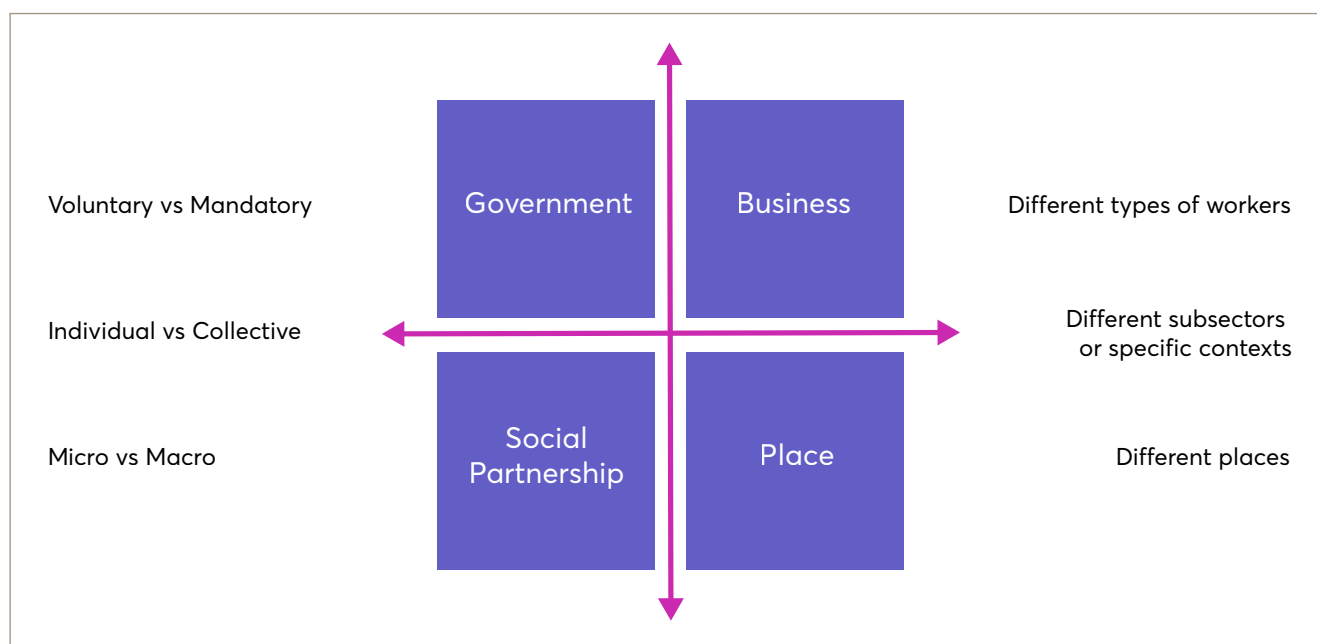 Voluntary vs Mandatory
Government
Business
Different types of workers
Individual vs Collective
Different subsectors
or specific contexts
Micro vs Macro
Social
Partnership
Place
Different places